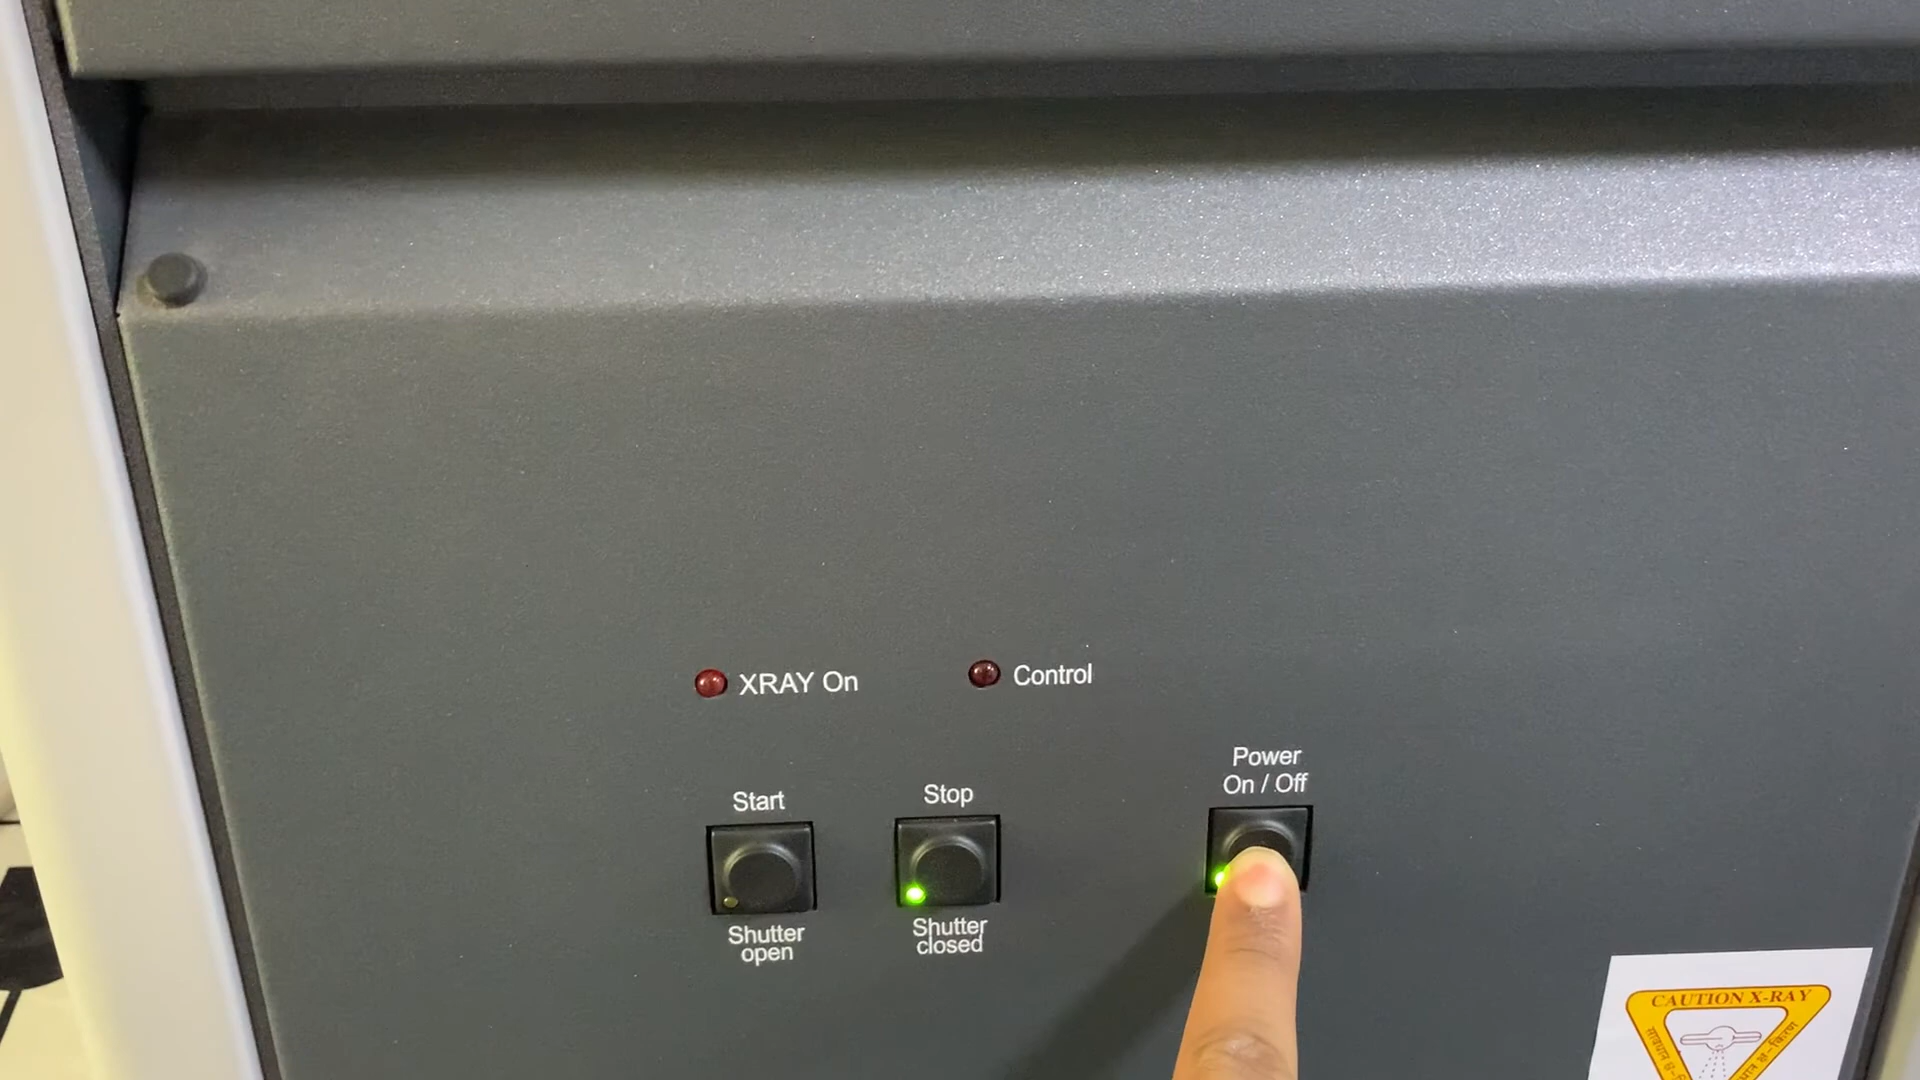 XRAY On
Control
Power
On / Off
Start
Stop
Shutter
open
Shutter
closed
CAUTION X-RAY